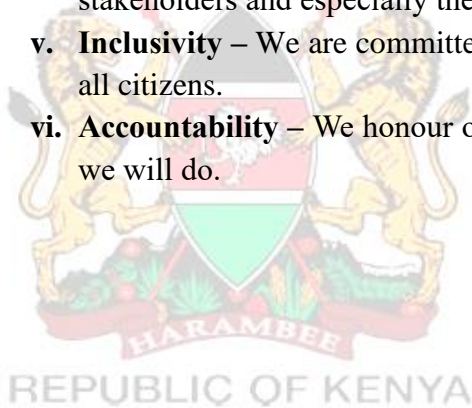 stakeholders and especially the
v. Inclusivity – We are committe
all citizens.
vi. Accountability – We honour o
we will do.
HARAMBEE
REPUBLIC OF KENYA